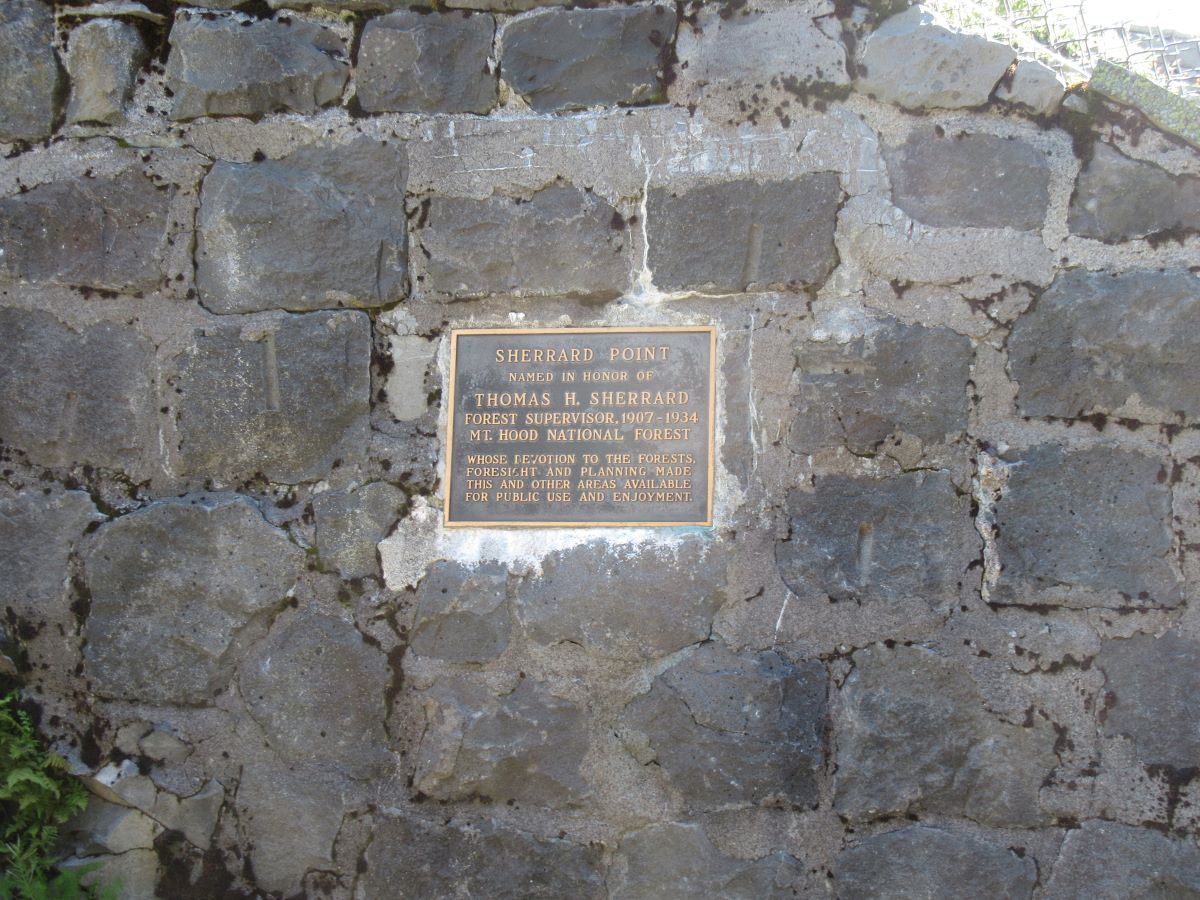 SHERRARD POINT
NAMED IN HONOR OF
THOMAS H. SHERRARD
FOREST SUPERVISOR, 1907-1934
MT. HOOD NATIONAL FOREST
WHOSE DEVOTION TO THE FORESTS,
FORESIGHT AND PLANNING MADE
THIS AND OTHER AREAS AVAILABLE
FOR PUBLIC USE AND ENJOYMENT.